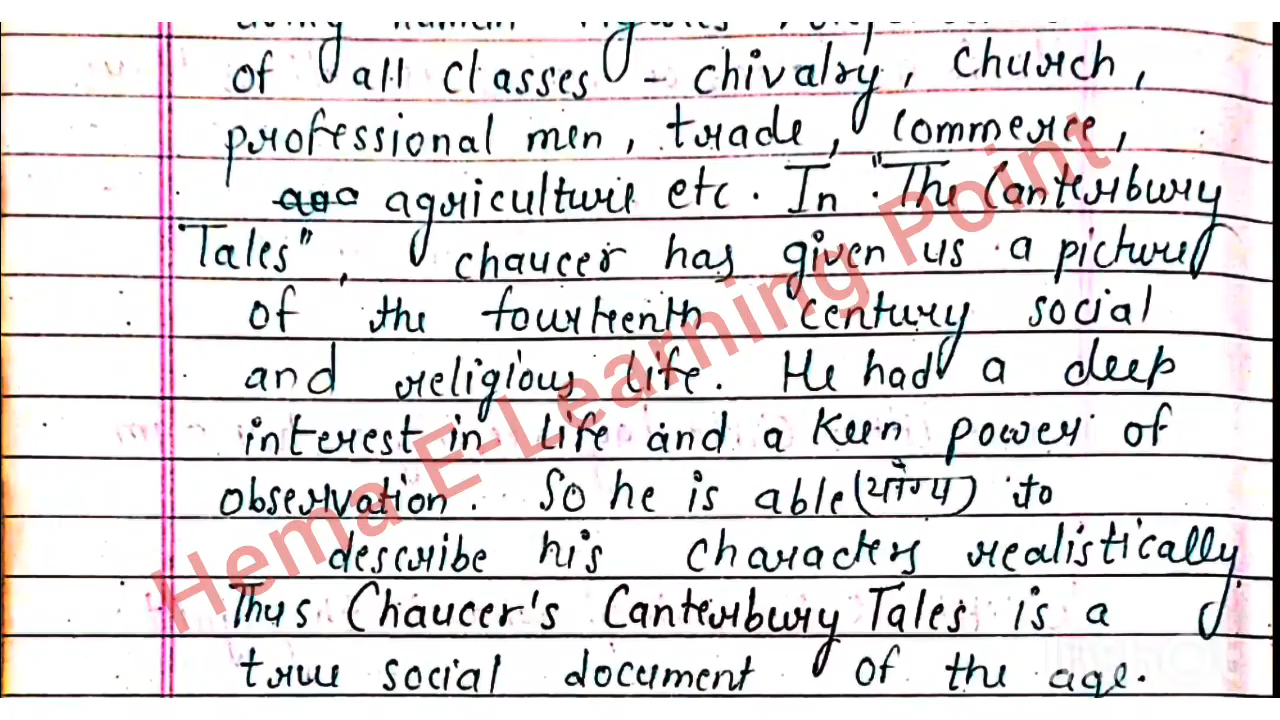 of all classes - chivalry, church,
professional men, trade, commerce,
agriculture etc. In "The Canterbury
Tales", chaucer has given us a picture
of the fourteenth century social
and religious life. He had a deep
interest in life and a keen power of
observation. So he is able (योग्य) to
describe his characters realistically.
Thus Chaucer's Canterbury Tales is a
true social document of the age.
Hema E-Learning Point